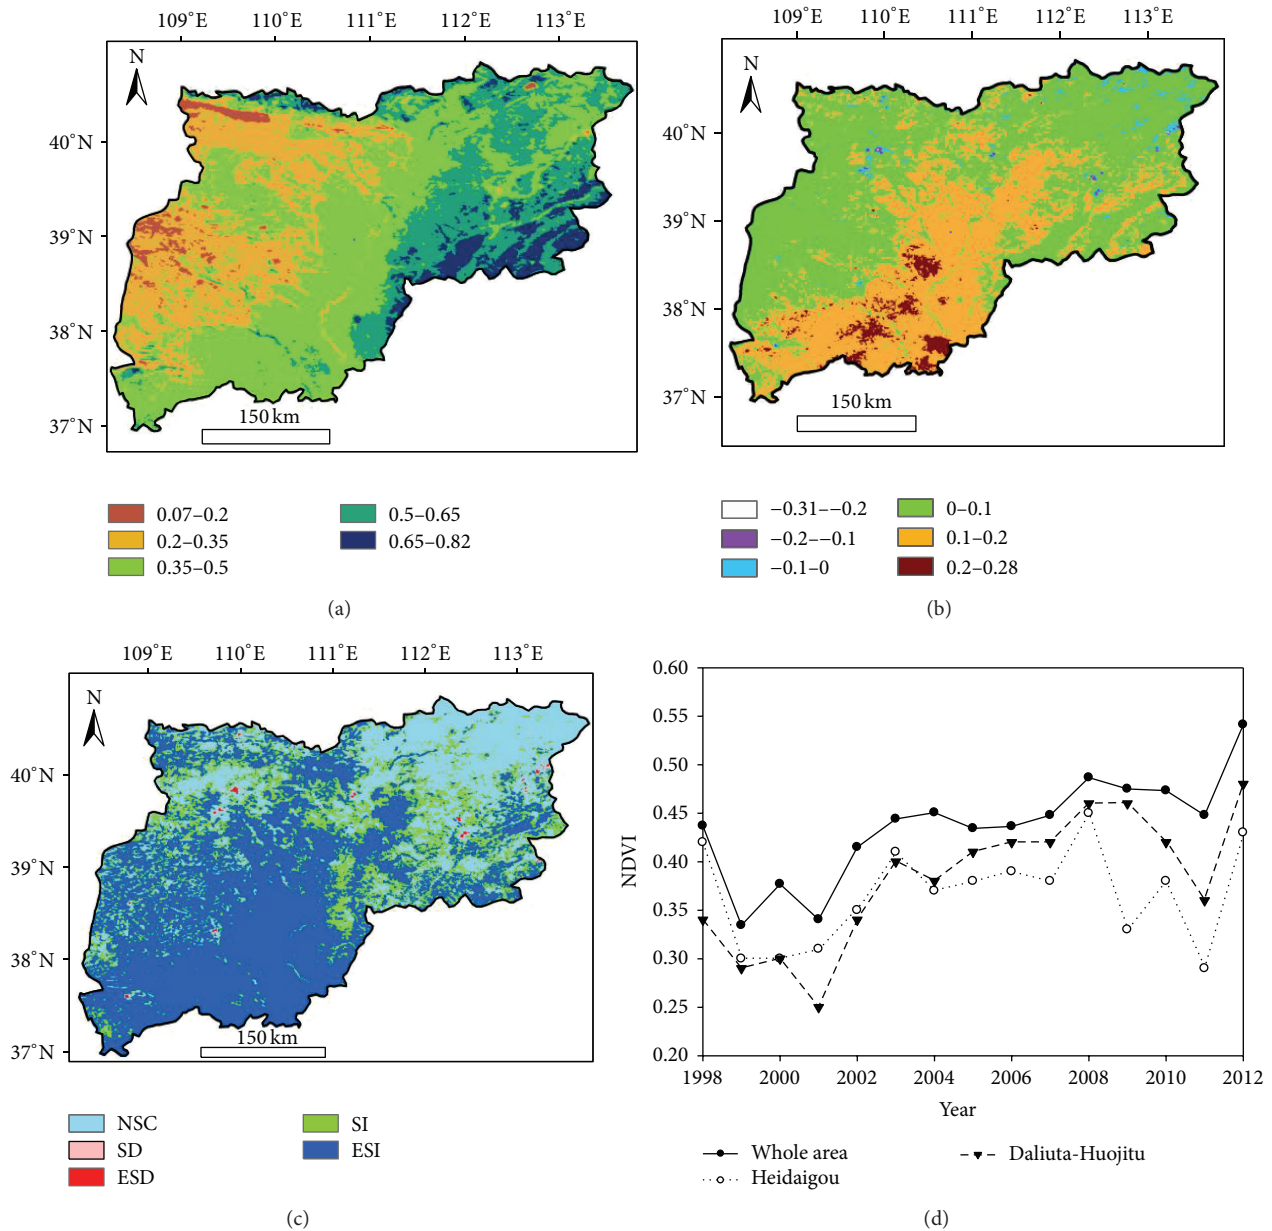 109°E 110°E 111°E 112°E 113°E
N
40°N
39°N
38°N
37°N
150 km
0.07–0.2
0.2–0.35
0.35–0.5
0.5–0.65
0.65–0.82
(a)
109°E 110°E 111°E 112°E 113°E
N
40°N
39°N
38°N
37°N
150 km
−0.31–−0.2
−0.2–−0.1
−0.1–0
0–0.1
0.1–0.2
0.2–0.28
(b)
109°E 110°E 111°E 112°E 113°E
N
40°N
39°N
38°N
37°N
150 km
NSC
SD
ESD
SI
ESI
(c)
0.60
0.55
0.50
0.45
0.40
0.35
0.30
0.25
0.20
NDVI
1998 2000 2002 2004 2006 2008 2010 2012
Year
Whole area
Heidaigou
Daliuta-Huojitu
(d)